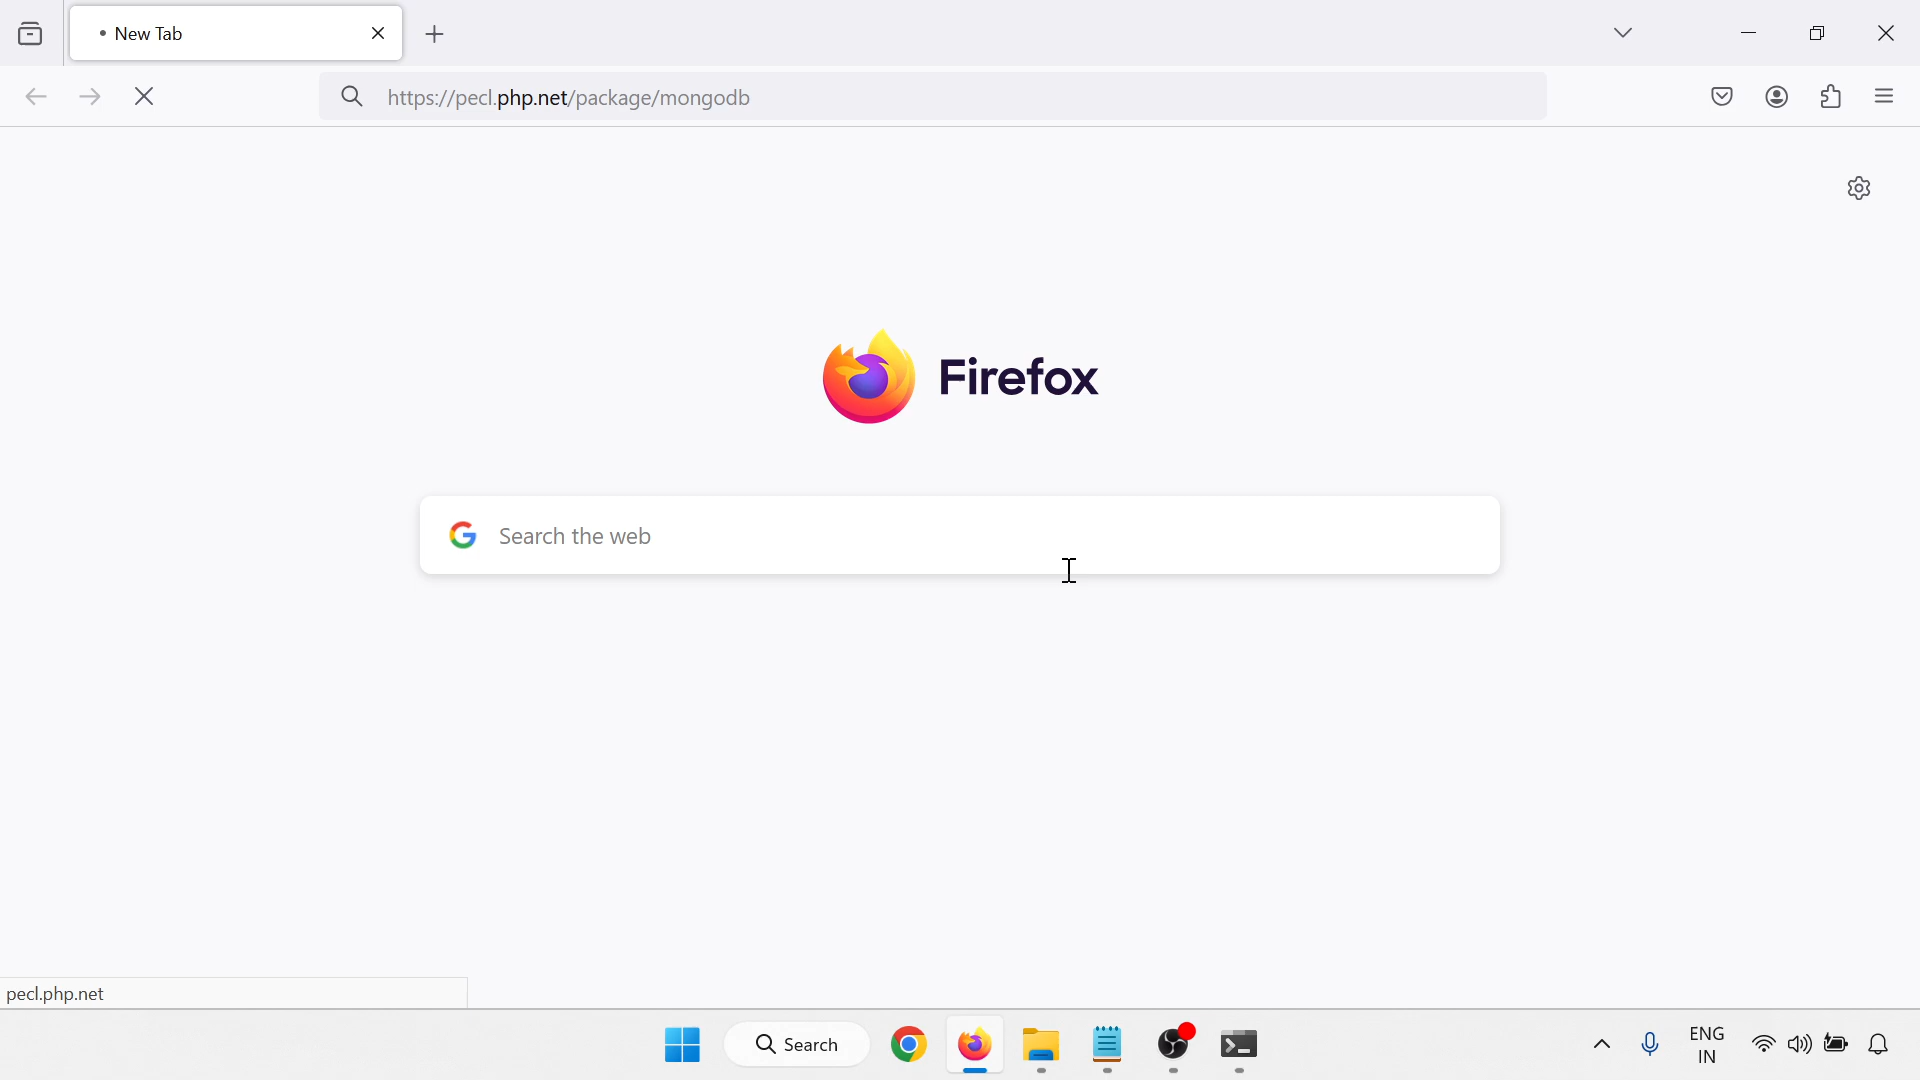 New Tab
https://pecl.php.net/package/mongodb
Firefox
Search the web
pecl.php.net
Search
ENG
IN